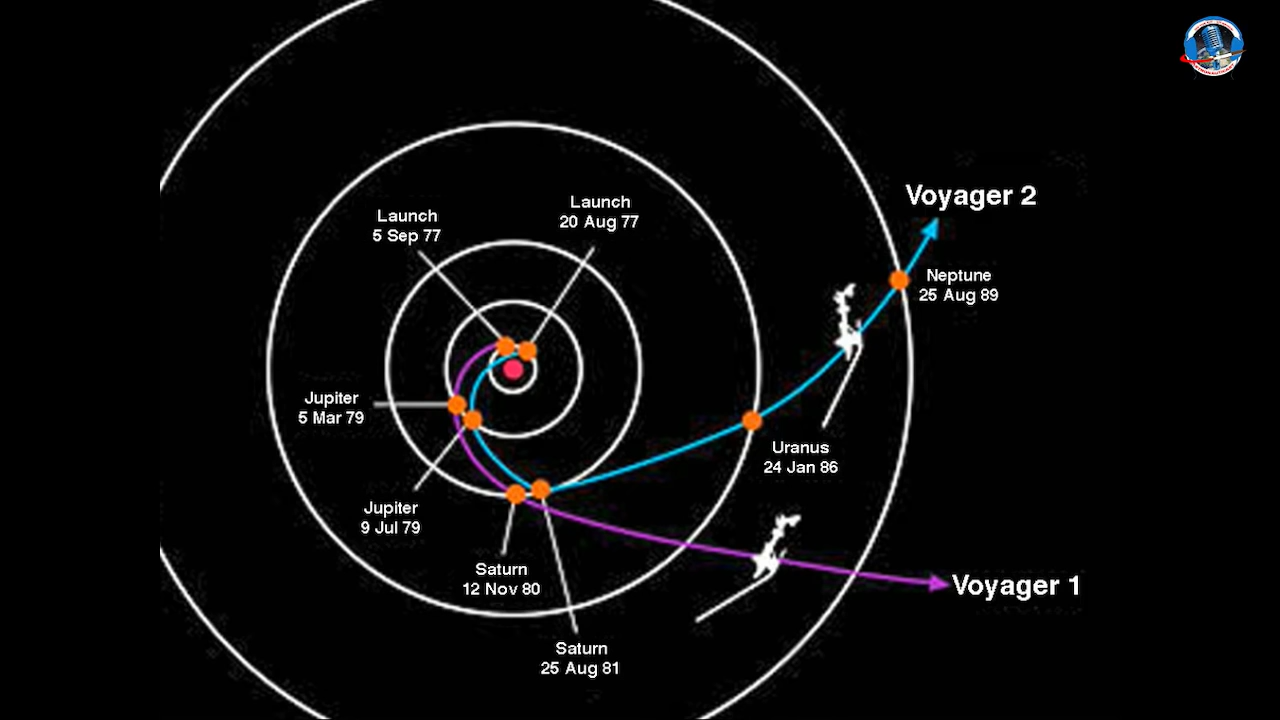 Voyager 2
Launch
20 Aug 77
Launch
5 Sep 77
Neptune
25 Aug 89
Jupiter
5 Mar 79
Uranus
24 Jan 86
Jupiter
9 Jul 79
Saturn
12 Nov 80
Voyager 1
Saturn
25 Aug 81